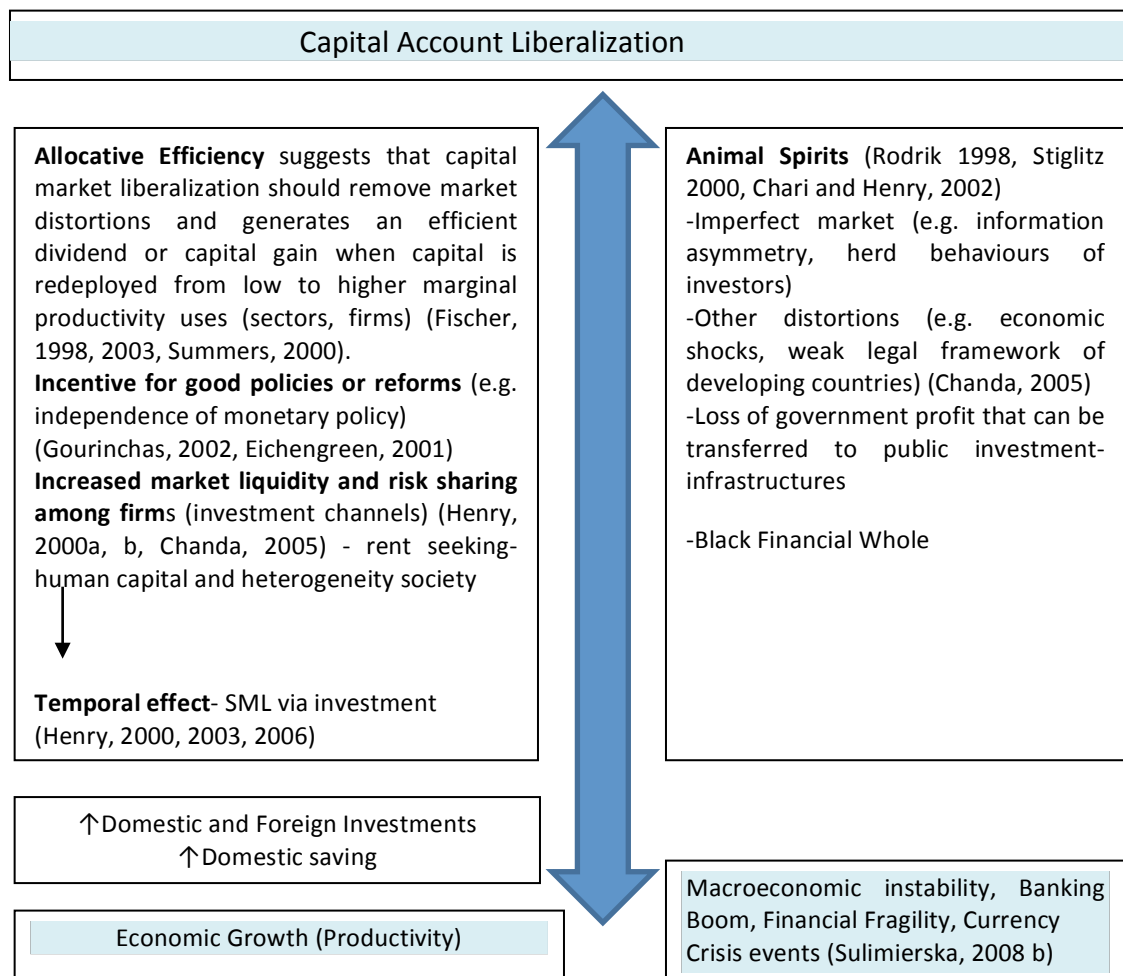 Capital Account Liberalization
Allocative Efficiency suggests that capital
market liberalization should remove market
distortions and generates an efficient
dividend or capital gain when capital is
redeployed from low to higher marginal
productivity uses (sectors, firms) (Fischer,
1998, 2003, Summers, 2000).
Incentive for good policies or reforms (e.g.
independence of monetary policy)
(Gourinchas, 2002, Eichengreen, 2001)
Increased market liquidity and risk sharing
among firms (investment channels) (Henry,
2000a, b, Chanda, 2005) - rent seeking-
human capital and heterogeneity society
Temporal effect- SML via investment
(Henry, 2000, 2003, 2006)
Animal Spirits (Rodrik 1998, Stiglitz
2000, Chari and Henry, 2002)
-Imperfect market (e.g. information
asymmetry, herd behaviours of
investors)
-Other distortions (e.g. economic
shocks, weak legal framework of
developing countries) (Chanda, 2005)
-Loss of government profit that can be
transferred to public investment-
infrastructures
-Black Financial Whole
↑Domestic and Foreign Investments
↑Domestic saving
Economic Growth (Productivity)
Macroeconomic instability, Banking
Boom, Financial Fragility, Currency
Crisis events (Sulimierska, 2008 b)